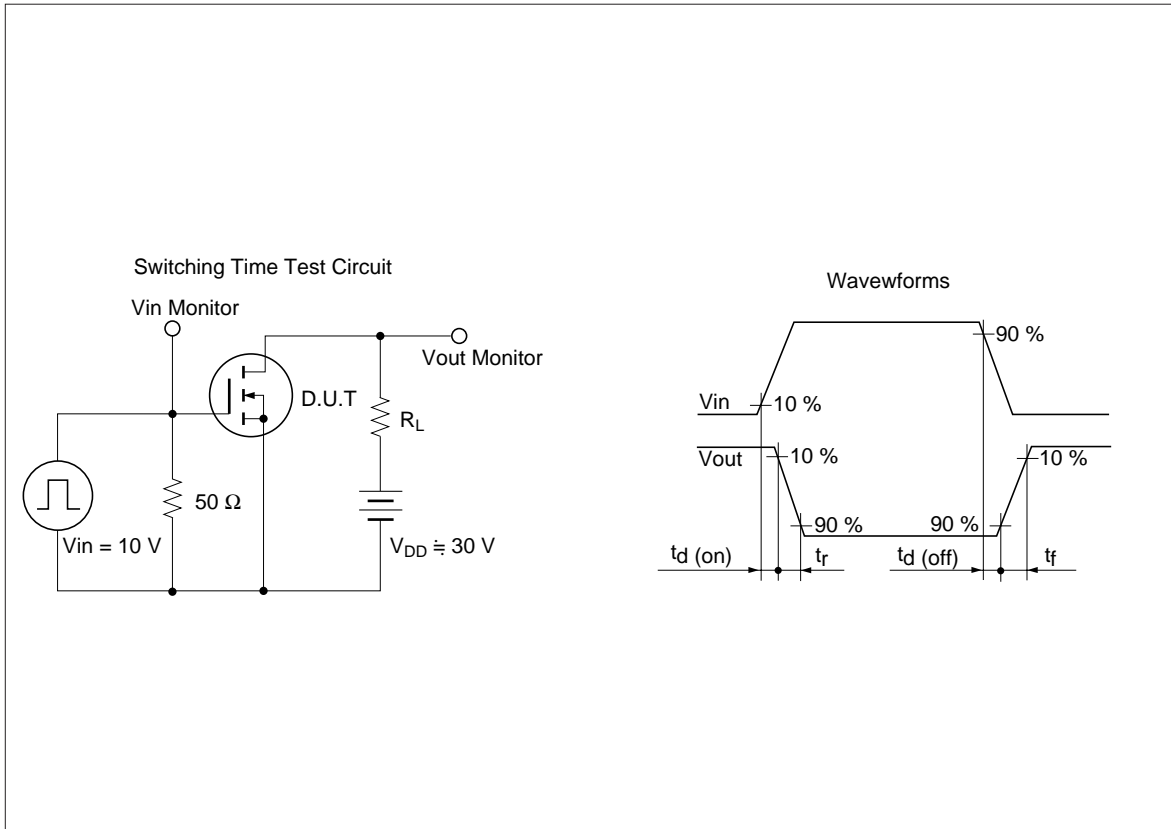 Switching Time Test Circuit
Vin Monitor
Vout Monitor
D.U.T
RL
50 Ω
Vin = 10 V
VDD ≒ 30 V
Wavewforms
90 %
Vin
10 %
Vout
10 %
10 %
90 %
90 %
td (on)
tr
td (off)
tf